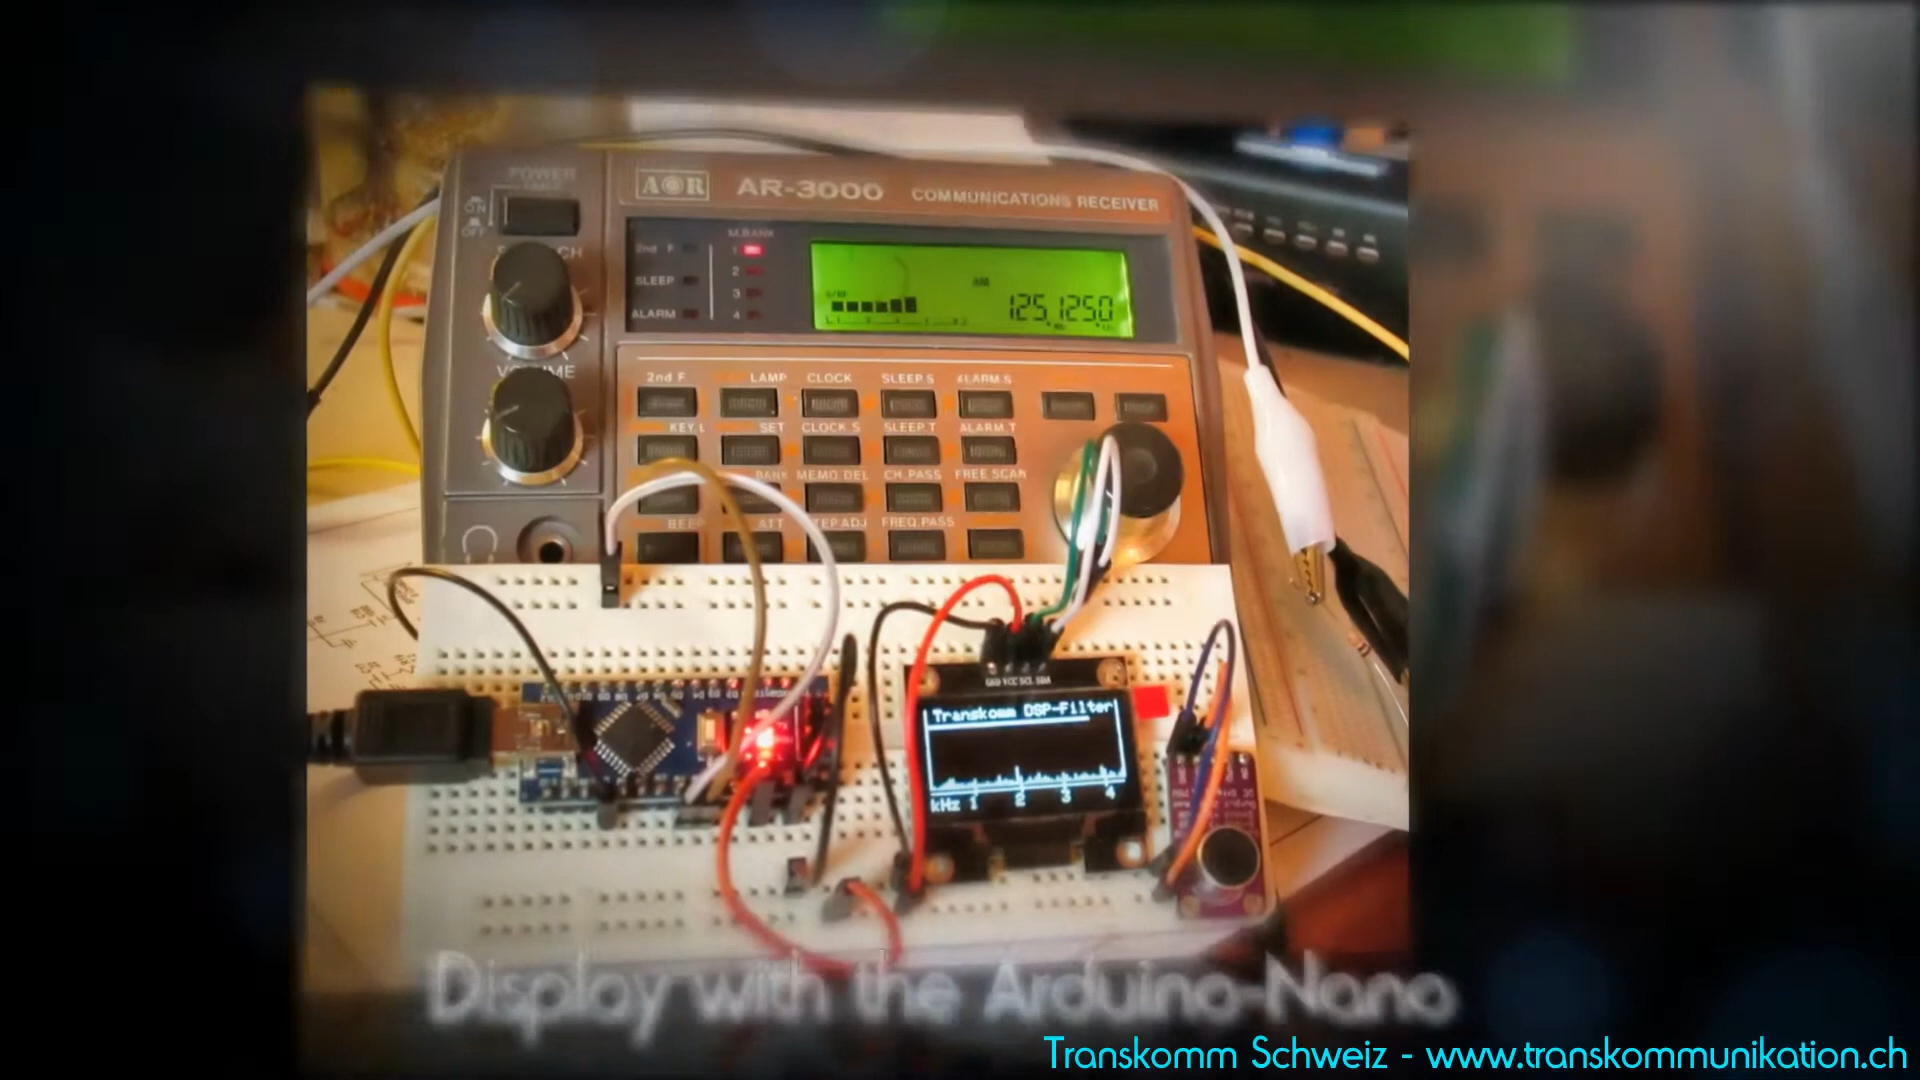 POWER
ON
OFF
AOR AR-3000 COMMUNICATIONS RECEIVER
M.BANK
2nd F 1
2
SLEEP
3
ALARM 4
AM
125.1250
VOLUME
2nd F LAMP CLOCK SLEEP.S ALARM.S
KEY.L SET CLOCK.S SLEEP.T ALARM.T
BANK MEMO.DEL CH.PASS FREE SCAN
BEEP ATT STEP ADJ FREQ.PASS
GND VCC SCL SDA
Transkomm DSP-Filter
kHz 1 2 3 4
Display with the Arduino-Nano
Transkomm Schweiz - www.transkommunikation.ch